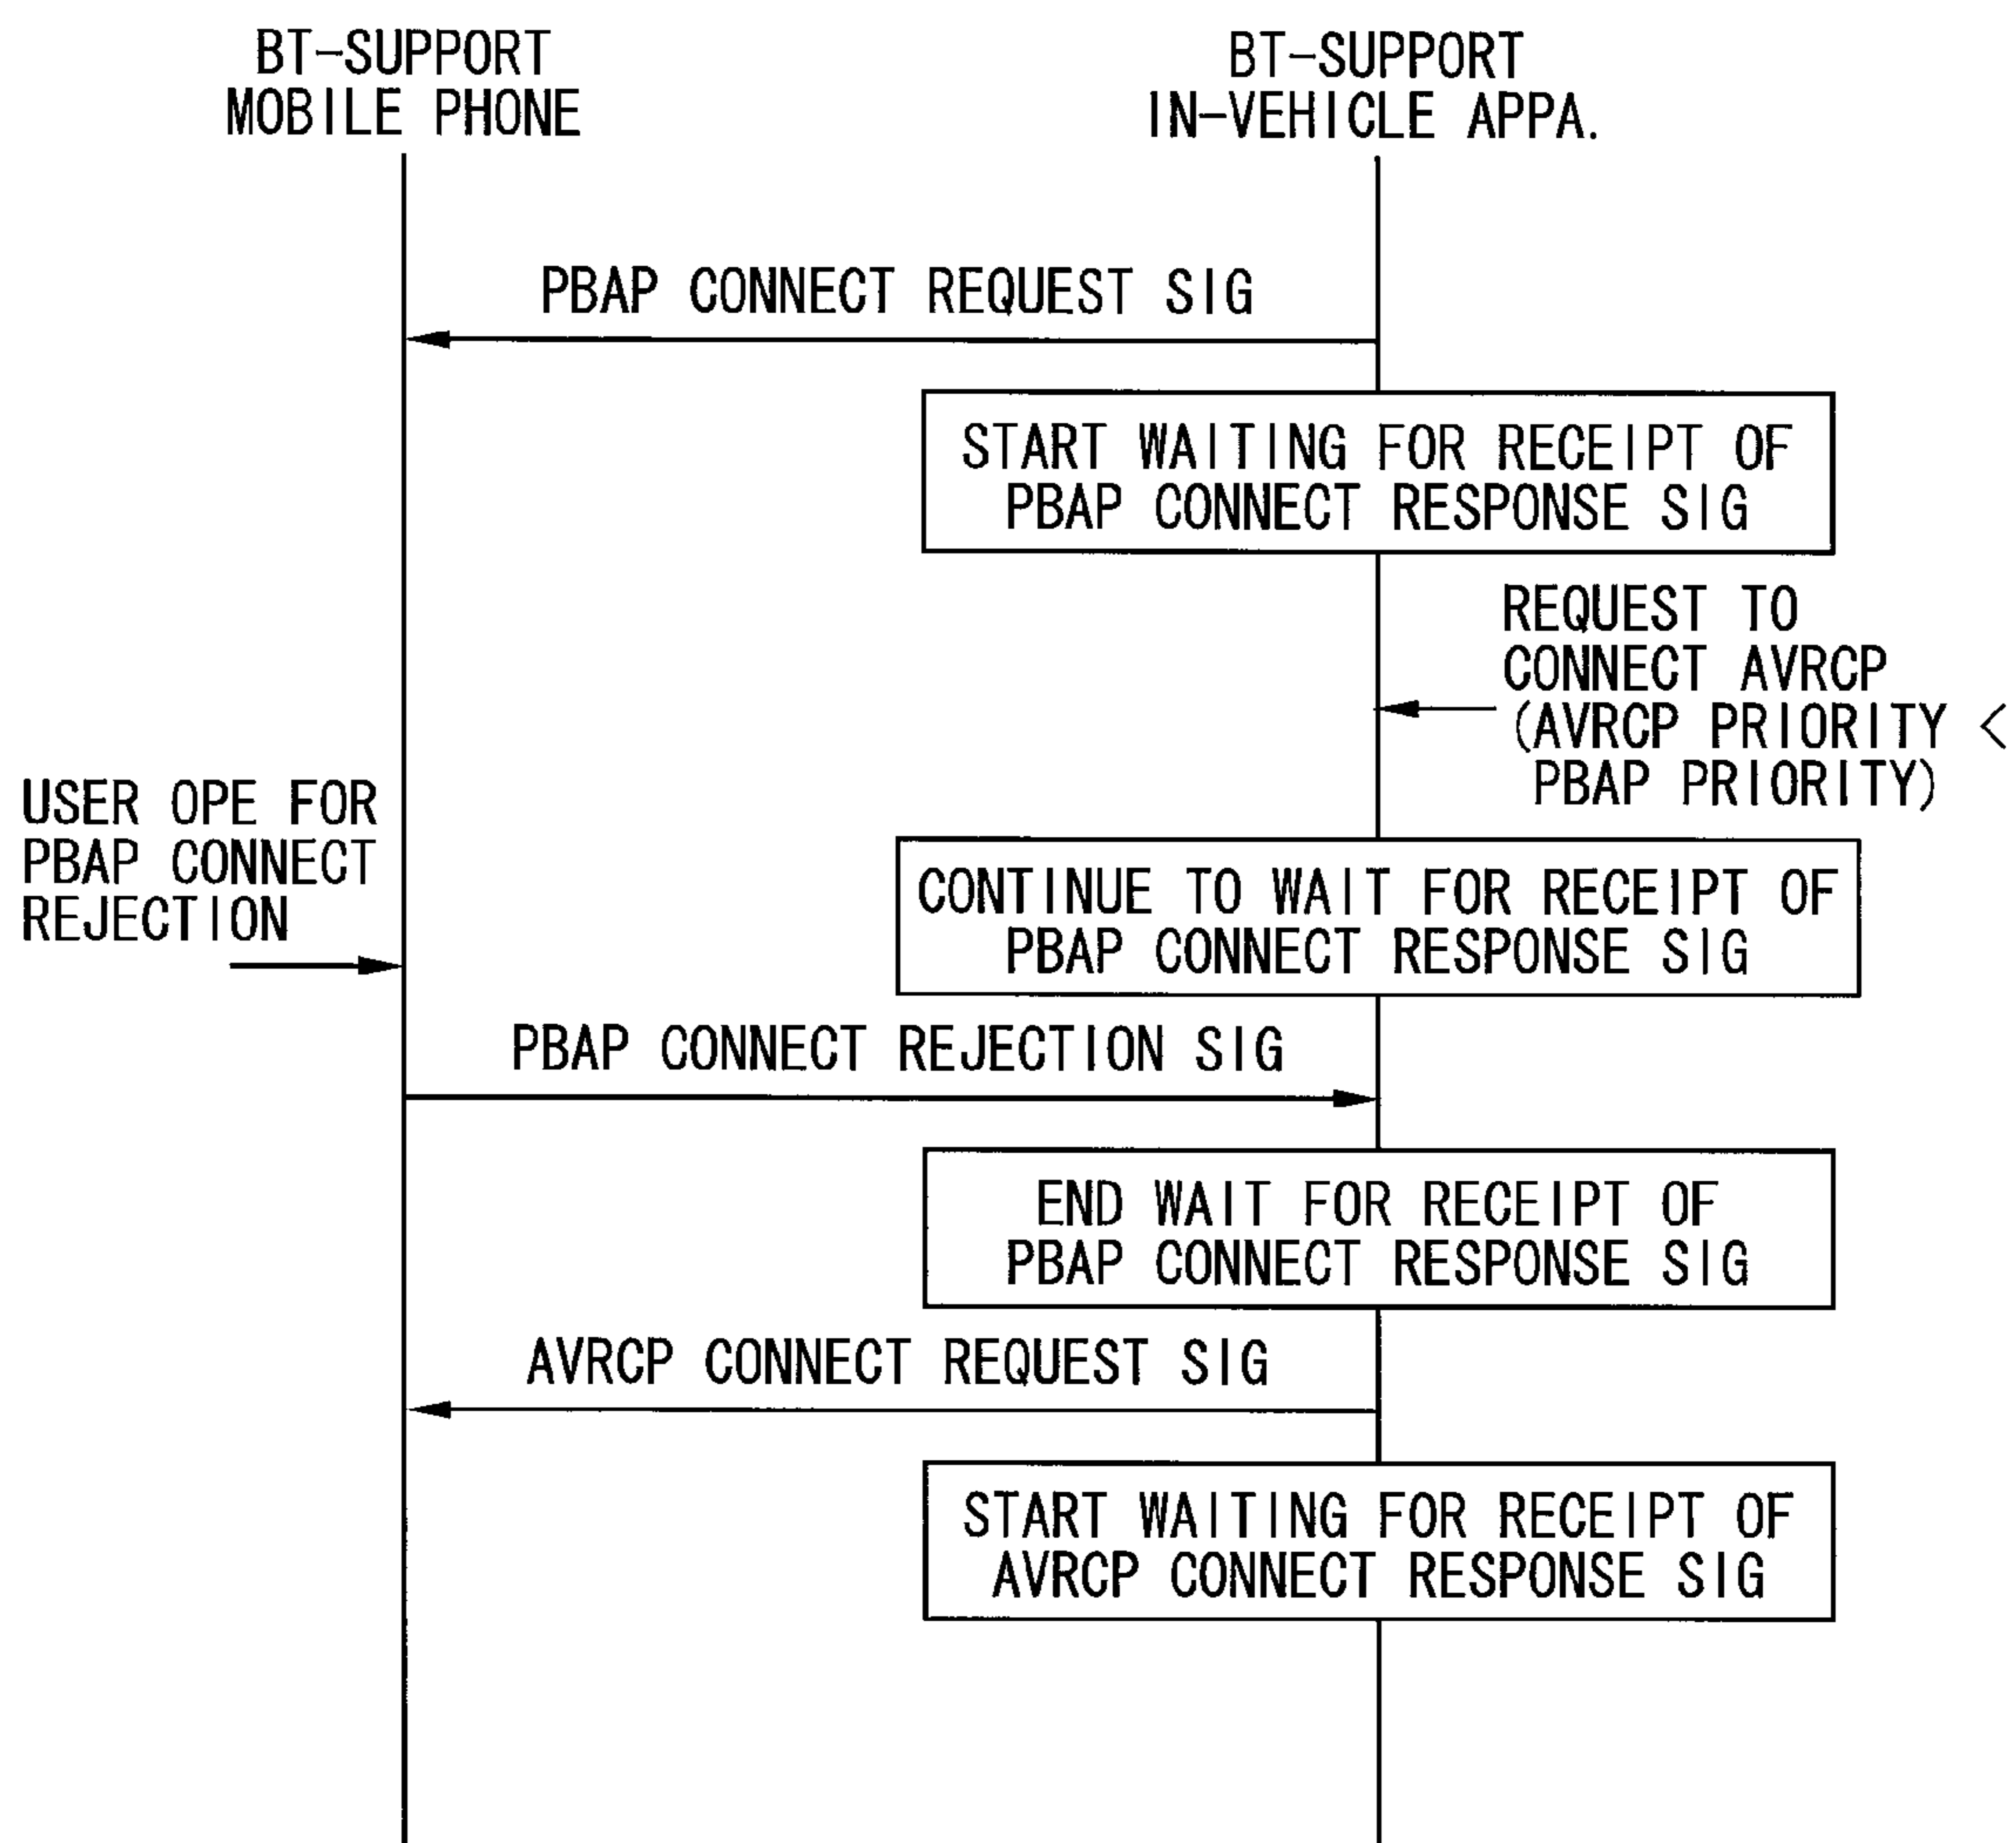 BT-SUPPORT
MOBILE PHONE
BT-SUPPORT
IN-VEHICLE APPA.
PBAP CONNECT REQUEST SIG
START WAITING FOR RECEIPT OF
PBAP CONNECT RESPONSE SIG
REQUEST TO
CONNECT AVRCP
(AVRCP PRIORITY <
PBAP PRIORITY)
USER OPE FOR
PBAP CONNECT
REJECTION
CONTINUE TO WAIT FOR RECEIPT OF
PBAP CONNECT RESPONSE SIG
PBAP CONNECT REJECTION SIG
END WAIT FOR RECEIPT OF
PBAP CONNECT RESPONSE SIG
AVRCP CONNECT REQUEST SIG
START WAITING FOR RECEIPT OF
AVRCP CONNECT RESPONSE SIG